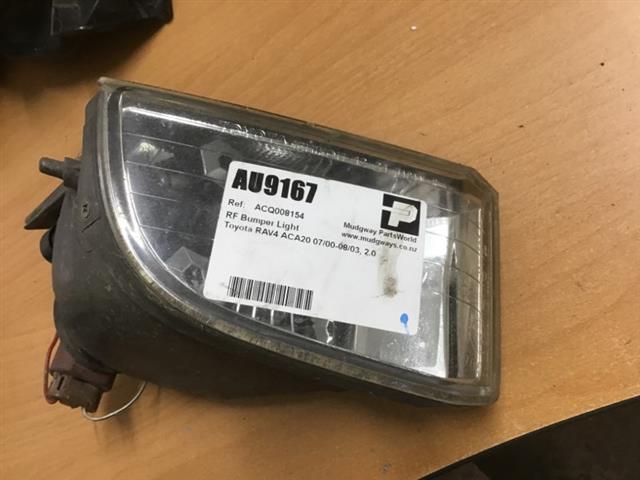 AU9167
Ref: ACQ008154
RF Bumper Light
Toyota RAV4 ACA20 07/00-08/03, 2.0
Mudgway PartsWorld
www.mudgways.co.nz